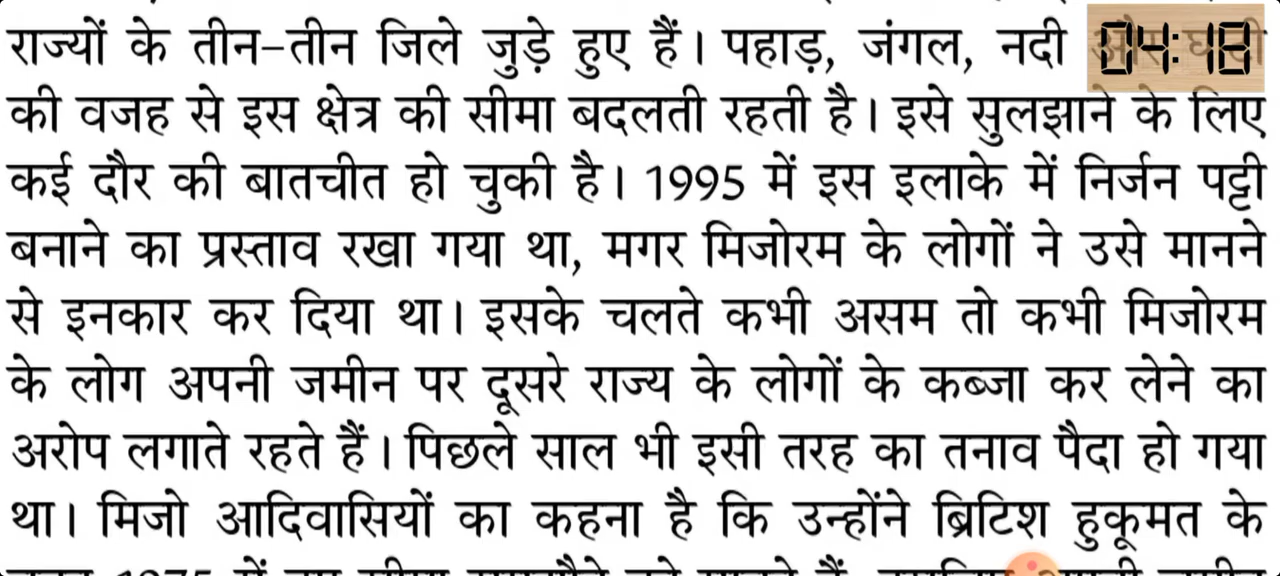 राज्यों के तीन-तीन जिले जुड़े हुए हैं। पहाड़, जंगल, नदी 04:18
की वजह से इस क्षेत्र की सीमा बदलती रहती है। इसे सुलझाने के लिए
कई दौर की बातचीत हो चुकी है। 1995 में इस इलाके में निर्जन पट्टी
बनाने का प्रस्ताव रखा गया था, मगर मिजोरम के लोगों ने उसे मानने
से इनकार कर दिया था। इसके चलते कभी असम तो कभी मिजोरम
के लोग अपनी जमीन पर दूसरे राज्य के लोगों के कब्जा कर लेने का
अरोप लगाते रहते हैं। पिछले साल भी इसी तरह का तनाव पैदा हो गया
था। मिजो आदिवासियों का कहना है कि उन्होंने ब्रिटिश हुकूमत के